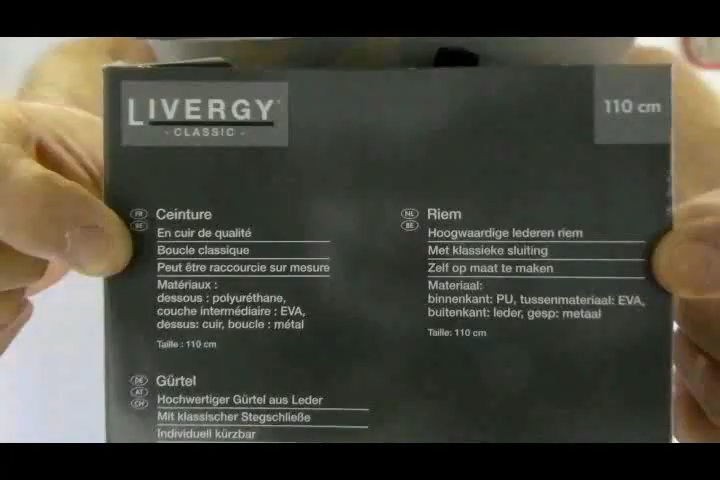 LIVERGY
- CLASSIC -
110 cm
FR
BE
Ceinture
En cuir de qualité
Boucle classique
Peut être raccourcie sur mesure
Matériaux :
dessous : polyuréthane,
couche intermédiaire : EVA,
dessus: cuir, boucle : métal
Taille : 110 cm
NL
BE
Riem
Hoogwaardige lederen riem
Met klassieke sluiting
Zelf op maat te maken
Materiaal:
binnenkant: PU, tussenmateriaal: EVA,
buitenkant: leder, gesp: metaal
Taille: 110 cm
DE
AT
CH
Gürtel
Hochwertiger Gürtel aus Leder
Mit klassischer Stegschließe
Individuell kürzbar